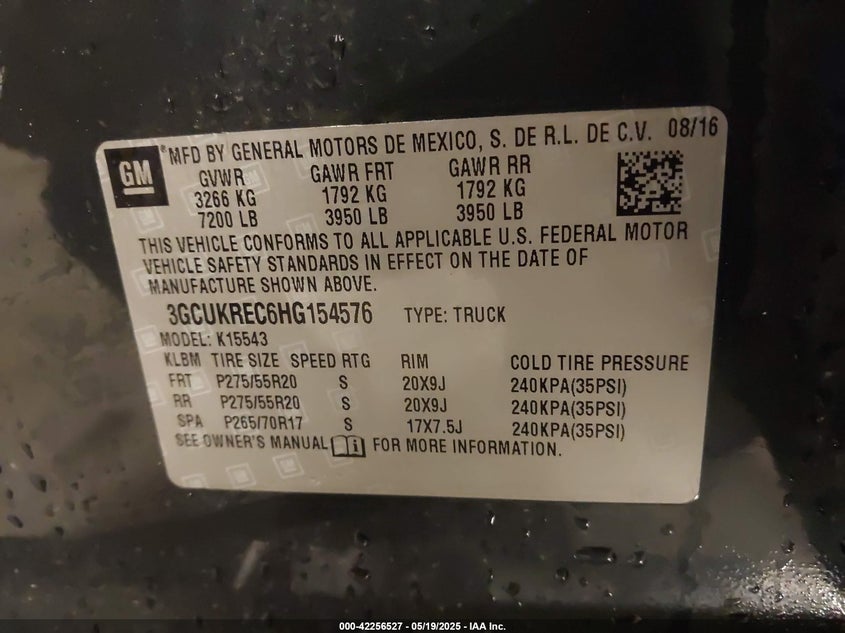 GM ® MFD BY GENERAL MOTORS DE MEXICO, S. DE R.L. DE C.V. 08/16
GVWR GAWR FRT GAWR RR
3266 KG 1792 KG 1792 KG
7200 LB 3950 LB 3950 LB
THIS VEHICLE CONFORMS TO ALL APPLICABLE U.S. FEDERAL MOTOR
VEHICLE SAFETY STANDARDS IN EFFECT ON THE DATE OF
MANUFACTURE SHOWN ABOVE.
3GCUKREC6HG154576 TYPE: TRUCK
MODEL: K15543
KLBM TIRE SIZE SPEED RTG RIM COLD TIRE PRESSURE
FRT P275/55R20 S 20X9J 240KPA(35PSI)
RR P275/55R20 S 20X9J 240KPA(35PSI)
SPA P265/70R17 S 17X7.5J 240KPA(35PSI)
SEE OWNER'S MANUAL i FOR MORE INFORMATION.
000-42256527 - 05/19/2025 - IAA Inc.